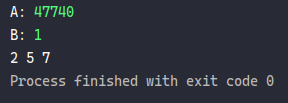 A: 47740
B: 1
2 5 7
Process finished with exit code 0